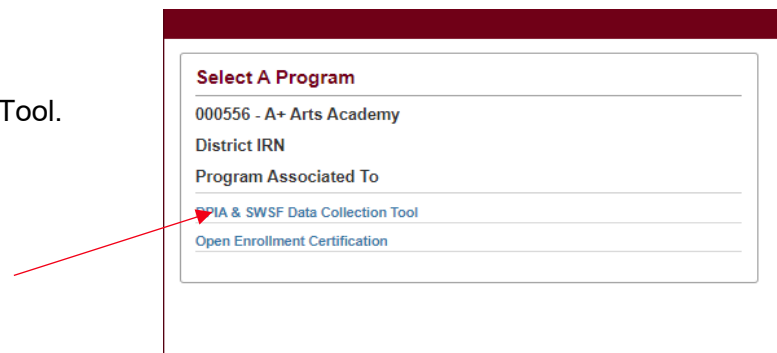 Tool.
Select A Program
000556 - A+ Arts Academy
District IRN
Program Associated To
DPIA & SWSF Data Collection Tool
Open Enrollment Certification